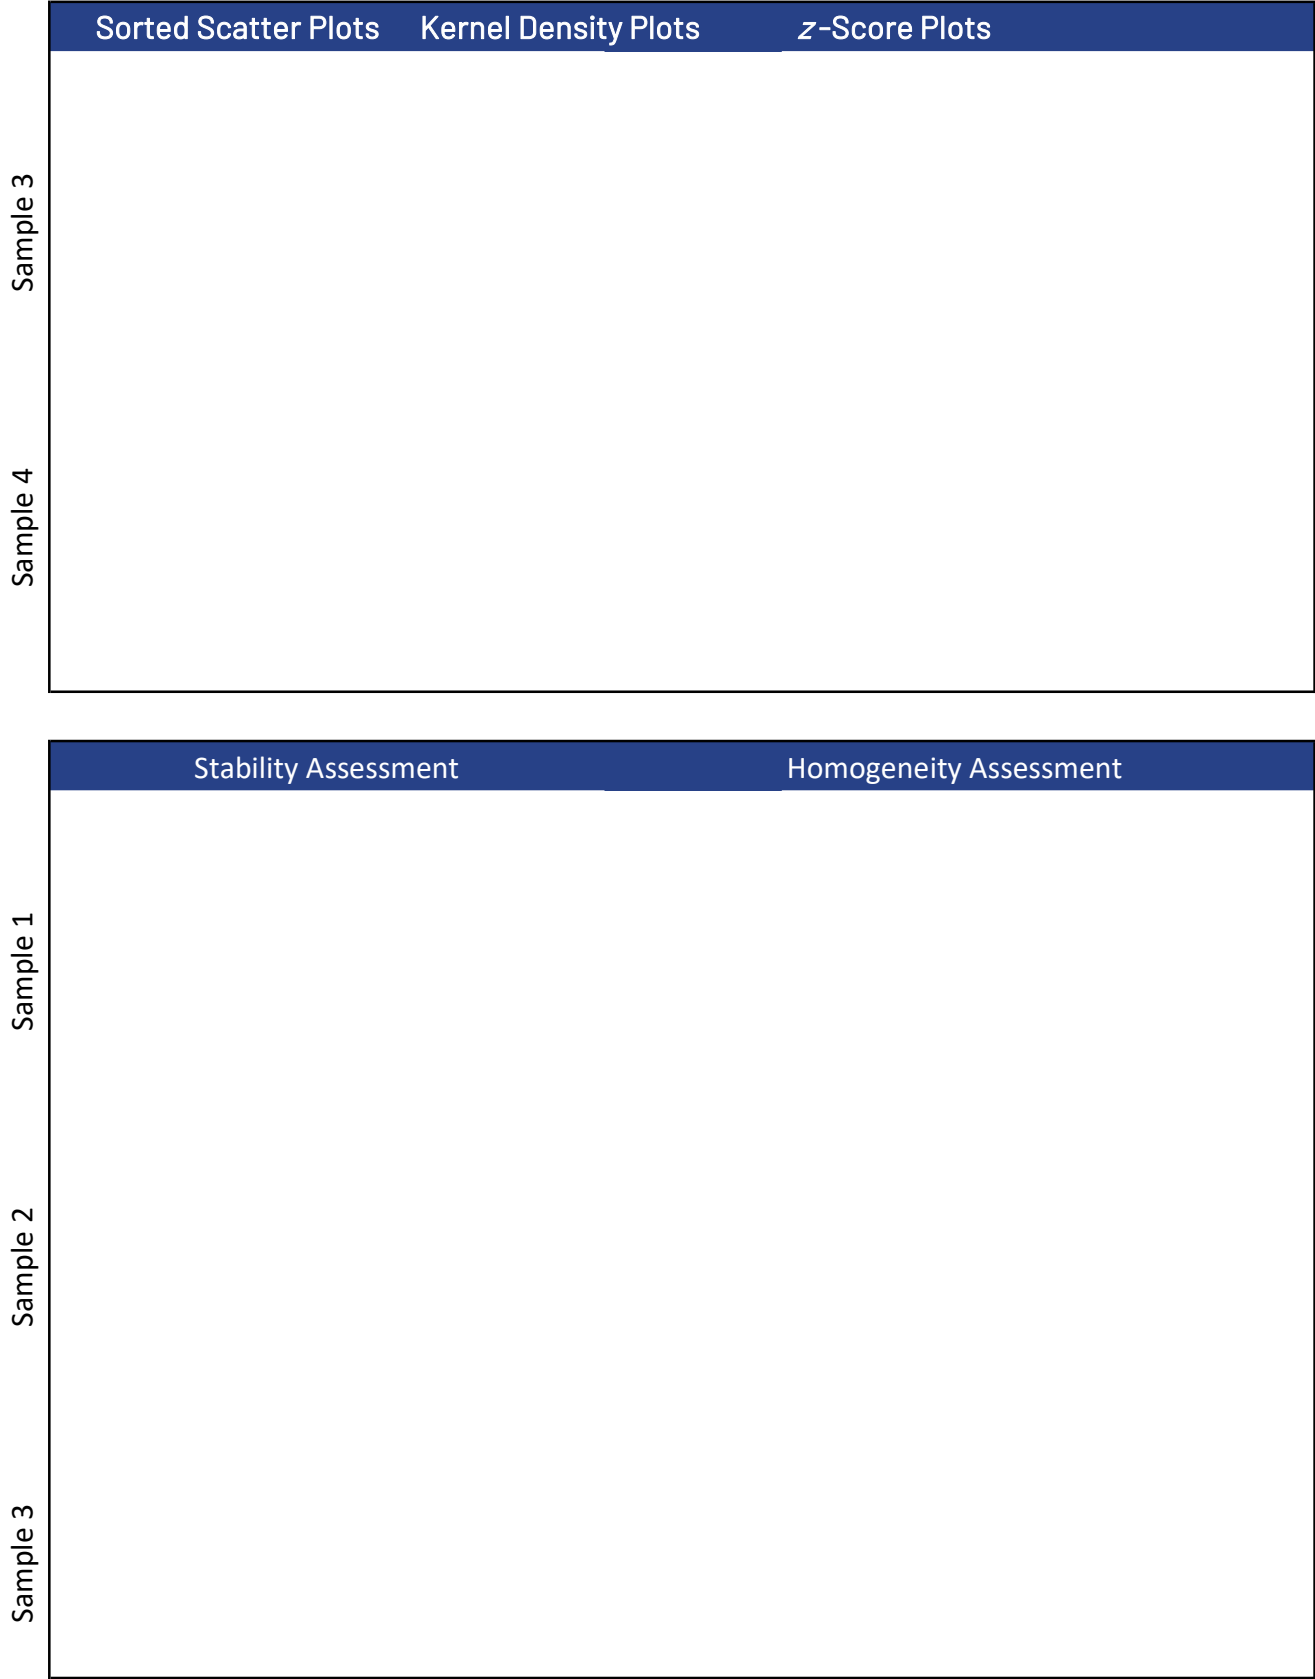 Sorted Scatter Plots Kernel Density Plots z-Score Plots
Sample 3
Sample 4
Stability Assessment Homogeneity Assessment
Sample 1
Sample 2
Sample 3